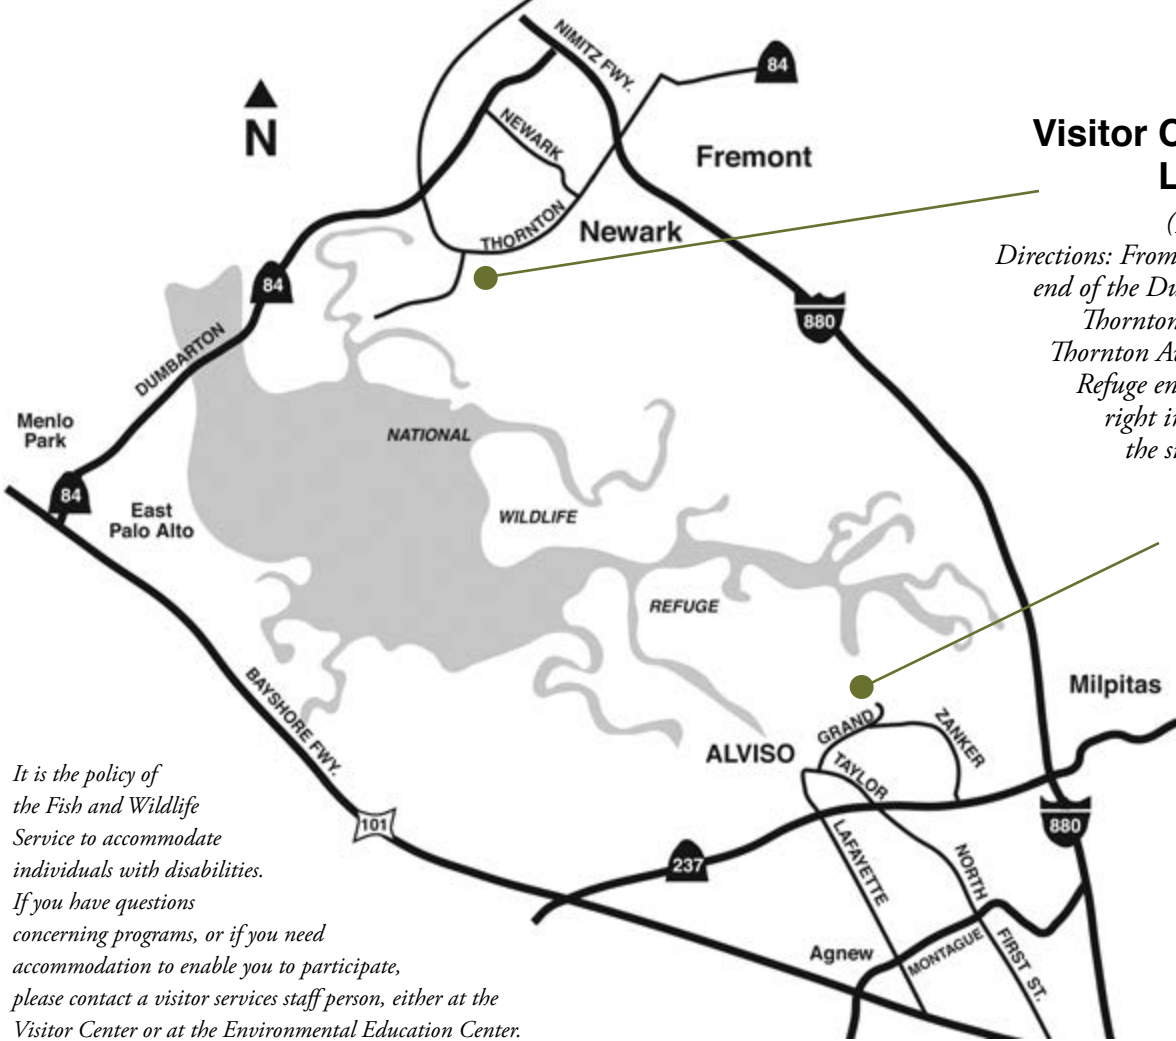 NIMITZ FWY.
84
N
NEWARK
Fremont
Visitor
THORNTON
Newark
Directions: From
end of the
Thornton
Thornton
Refuge
right
the
84
880
DUMBARTON
Menlo
Park
NATIONAL
84
East
Palo Alto
WILDLIFE
REFUGE
Milpitas
BAYSHORE FWY.
GRAND
ZANKER
ALVISO
TAYLOR
It is the policy of
the Fish and Wildlife
Service to accommodate
individuals with disabilities.
If you have questions
concerning programs, or if you need
accommodation to enable you to participate,
please contact a visitor services staff person, either at the
Visitor Center or at the Environmental Education Center.
101
237
880
LAFAYETTE
NORTH FIRST ST.
Agnew
MONTAGUE